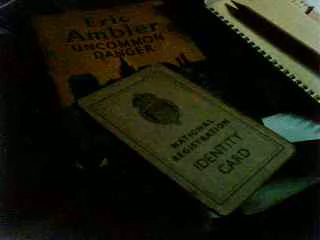 Eric
Ambler
UNCOMMON
DANGER
NATIONAL
REGISTRATION
IDENTITY
CARD